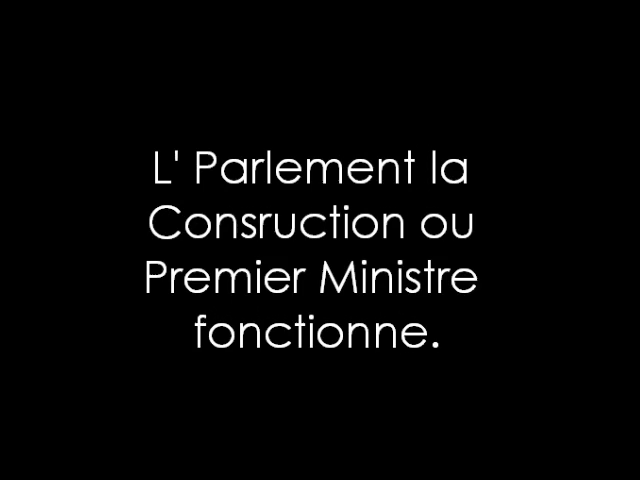 L' Parlement la
Consruction ou
Premier Ministre
fonctionne.